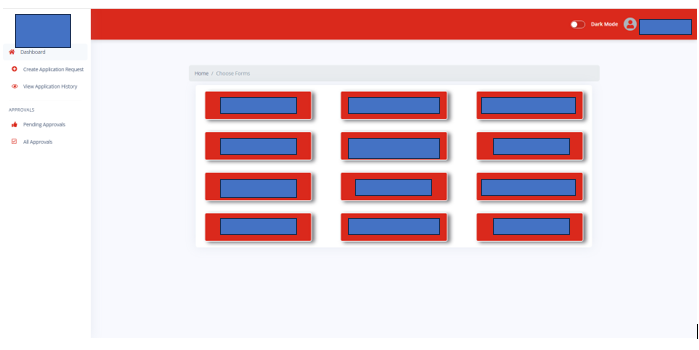 Dark Mode
Dashboard
Create Application Request
View Application History
APPROVALS
Pending Approvals
All Approvals
Home / Choose Forms